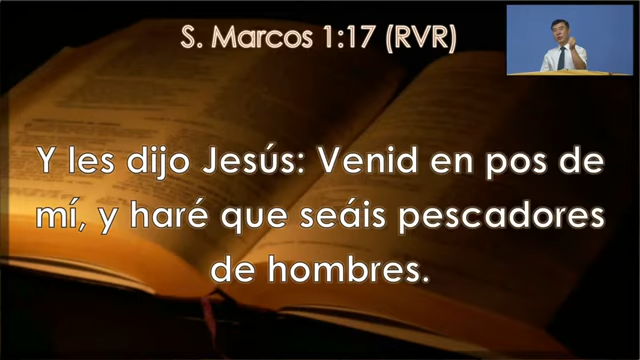 S. Marcos 1:17 (RVR)
Y les dijo Jesús: Venid en pos de
mí, y haré que seáis pescadores
de hombres.